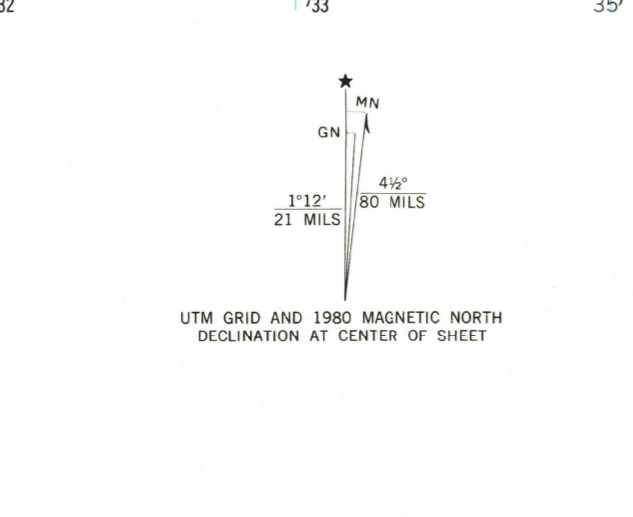 32 733 35'
★
MN
GN
1°12'
21 MILS
4½°
80 MILS
UTM GRID AND 1980 MAGNETIC NORTH
DECLINATION AT CENTER OF SHEET